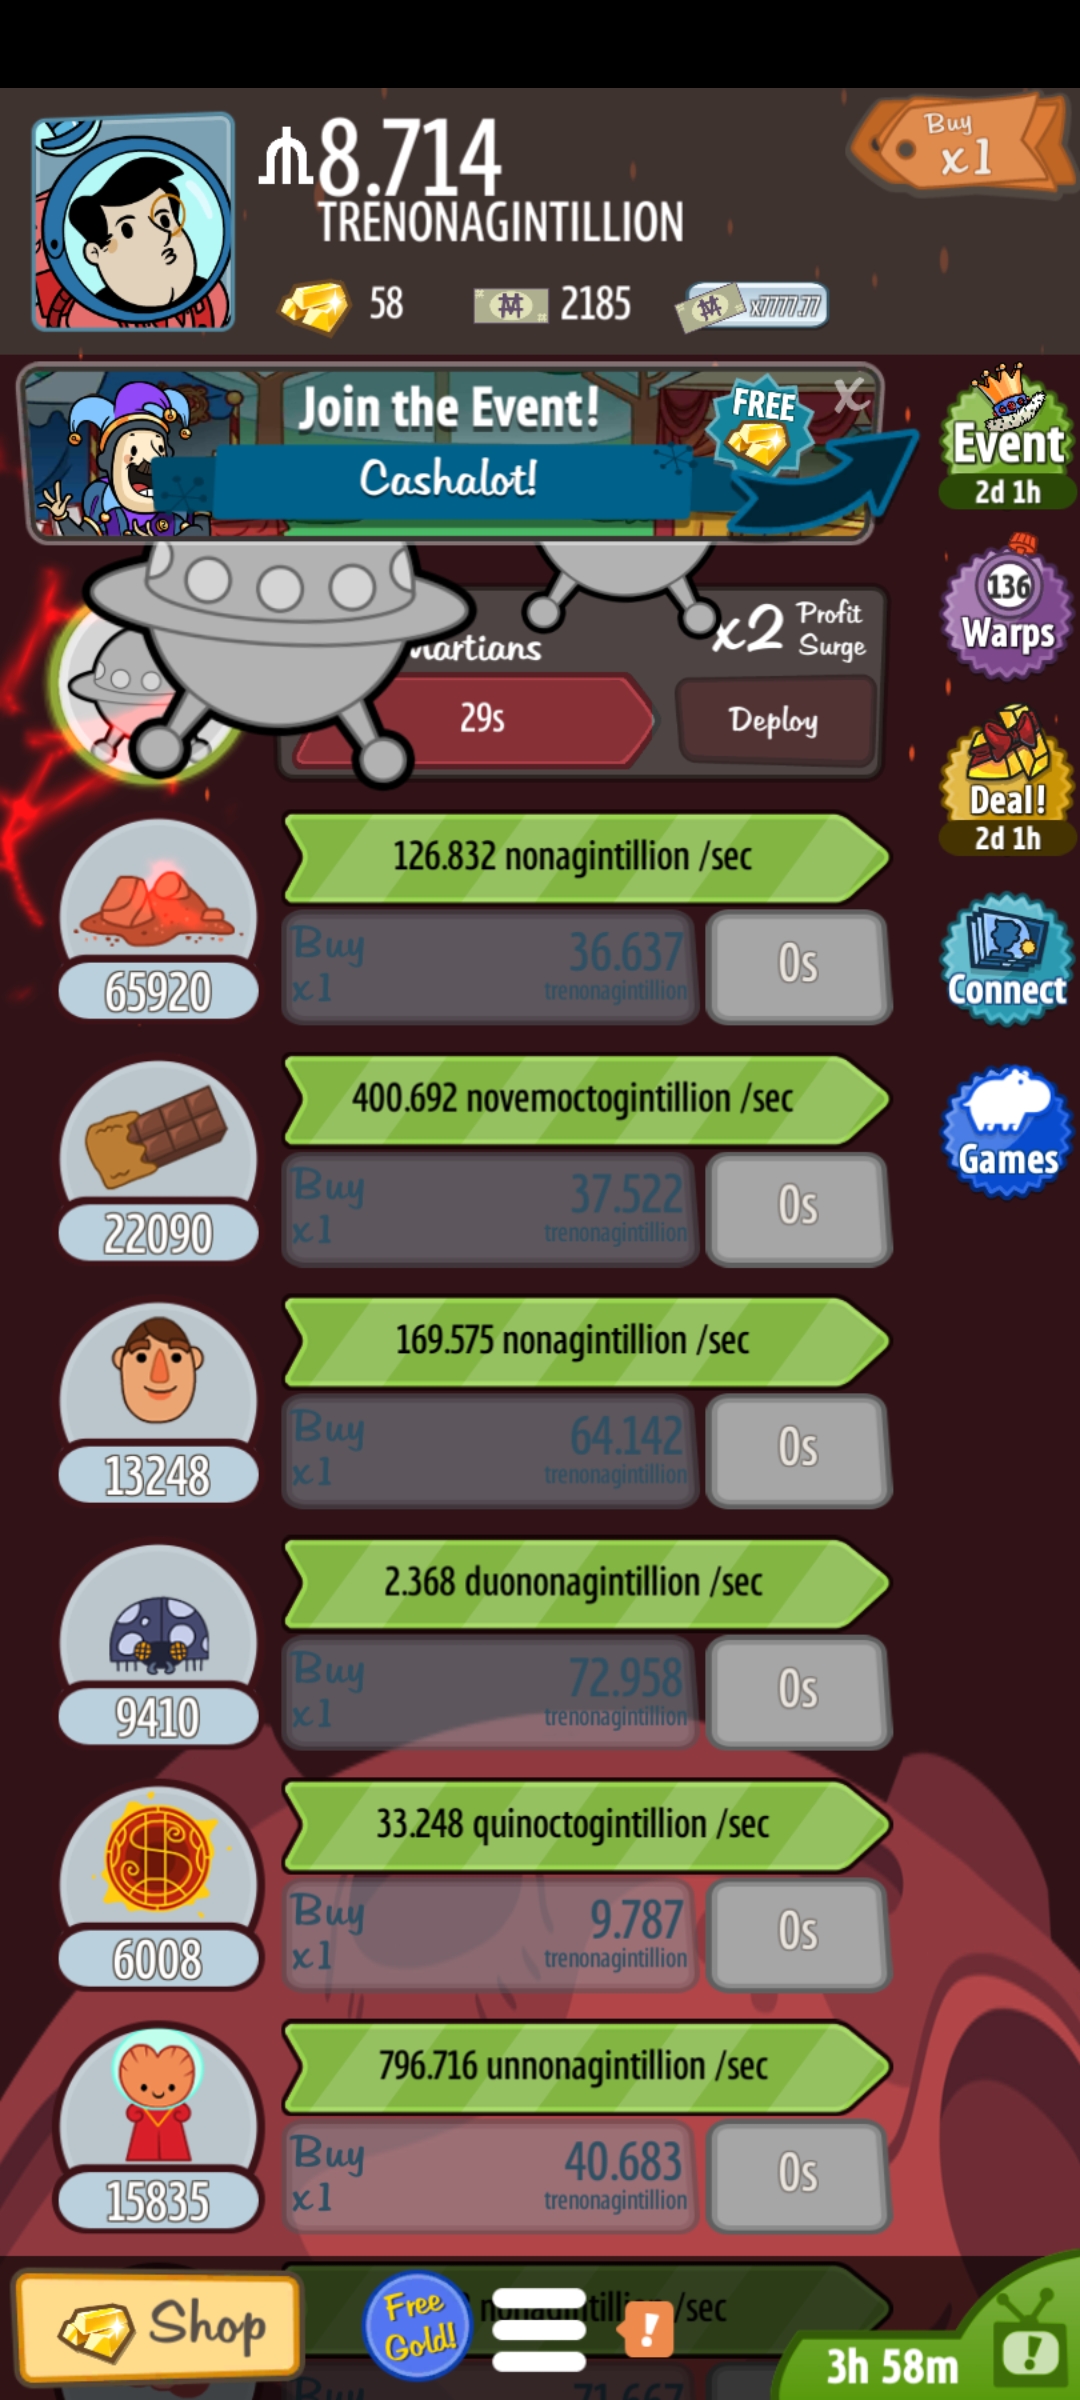 8.714
TRENONAGINTILLION
Buy
x1
58
2185
x7777.77
Join the Event!
Cashalot!
FREE
X
Event
2d 1h
136
Warps
Deal!
2d 1h
Connect
Games
Martians
x2 Profit
Surge
29s
Deploy
126.832 nonagintillion /sec
65920
Buy
x1
36.637
trenonagintillion
0s
400.692 novemoctogintillion /sec
22090
Buy
x1
37.522
trenonagintillion
0s
169.575 nonagintillion /sec
13248
Buy
x1
64.142
trenonagintillion
0s
2.368 duononagintillion /sec
9410
Buy
x1
72.958
trenonagintillion
0s
33.248 quinoctogintillion /sec
6008
Buy
x1
9.787
trenonagintillion
0s
796.716 unnonagintillion /sec
15835
Buy
x1
40.683
trenonagintillion
0s
Shop
Free
Gold!
nonagintillion /sec
!
3h 58m
!
Buy
71.667